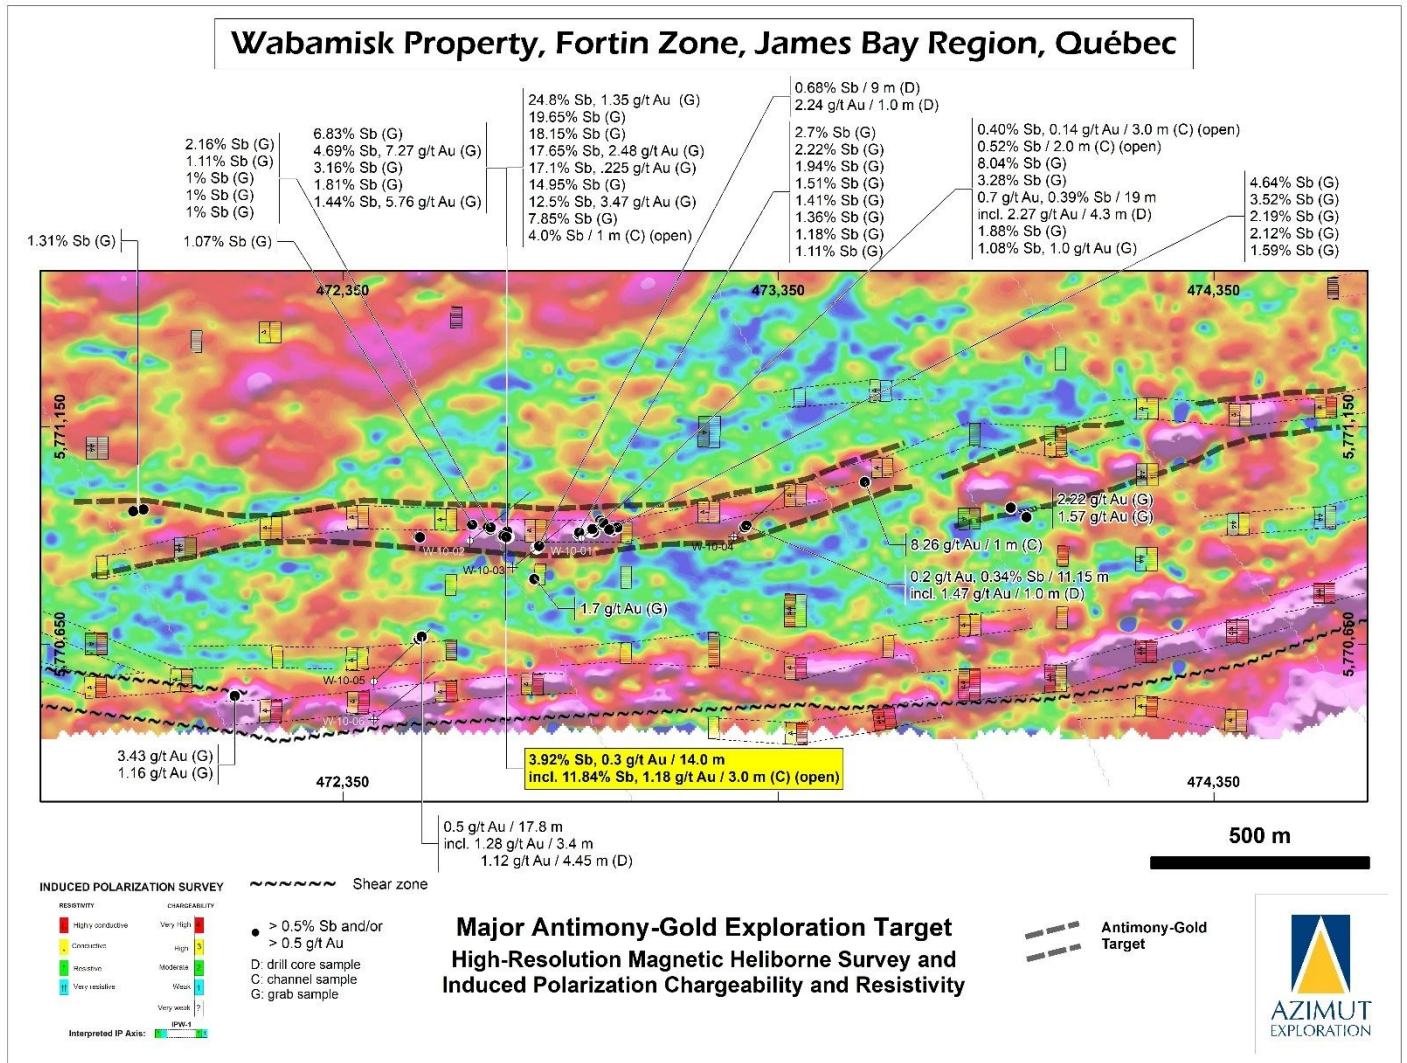 Wabamisk Property, Fortin Zone, James Bay Region, Québec
1.31% Sb (G)
2.16% Sb (G)
1.11% Sb (G)
1% Sb (G)
1% Sb (G)
1% Sb (G)
1.07% Sb (G)
6.83% Sb (G)
4.69% Sb, 7.27 g/t Au (G)
3.16% Sb (G)
1.81% Sb (G)
1.44% Sb, 5.76 g/t Au (G)
24.8% Sb, 1.35 g/t Au (G)
19.65% Sb (G)
18.15% Sb (G)
17.65% Sb, 2.48 g/t Au (G)
17.1% Sb, .225 g/t Au (G)
14.95% Sb (G)
12.5% Sb, 3.47 g/t Au (G)
7.85% Sb (G)
4.0% Sb / 1 m (C) (open)
0.68% Sb / 9 m (D)
2.24 g/t Au / 1.0 m (D)
2.7% Sb (G)
2.22% Sb (G)
1.94% Sb (G)
1.51% Sb (G)
1.41% Sb (G)
1.36% Sb (G)
1.18% Sb (G)
1.11% Sb (G)
0.40% Sb, 0.14 g/t Au / 3.0 m (C) (open)
0.52% Sb / 2.0 m (C) (open)
8.04% Sb (G)
3.28% Sb (G)
0.7 g/t Au, 0.39% Sb / 19 m
incl. 2.27 g/t Au / 4.3 m (D)
1.88% Sb (G)
1.08% Sb, 1.0 g/t Au (G)
4.64% Sb (G)
3.52% Sb (G)
2.19% Sb (G)
2.12% Sb (G)
1.59% Sb (G)
472,350
473,350
474,350
5,771,150
5,771,150
2.22 g/t Au (G)
1.57 g/t Au (G)
W-10-02
W-10-01
W-10-04
W-10-03
8.26 g/t Au / 1 m (C)
0.2 g/t Au, 0.34% Sb / 11.15 m
incl. 1.47 g/t Au / 1.0 m (D)
1.7 g/t Au (G)
5,770,650
5,770,650
W-10-05
W-10-06
3.43 g/t Au (G)
1.16 g/t Au (G)
3.92% Sb, 0.3 g/t Au / 14.0 m
incl. 11.84% Sb, 1.18 g/t Au / 3.0 m (C) (open)
472,350
474,350
0.5 g/t Au / 17.8 m
incl. 1.28 g/t Au / 3.4 m
1.12 g/t Au / 4.45 m (D)
500 m
INDUCED POLARIZATION SURVEY
RESISTIVITY
CHARGEABILITY
Highly conductive
Very High
Conductive
High 3
Resistive
Moderate 2
Very resistive
Weak 1
Very weak ?
IPW-1
Interpreted IP Axis:
Shear zone
> 0.5% Sb and/or
> 0.5 g/t Au
D: drill core sample
C: channel sample
G: grab sample
Major Antimony-Gold Exploration Target
High-Resolution Magnetic Heliborne Survey and
Induced Polarization Chargeability and Resistivity
Antimony-Gold
Target
AZIMUT
EXPLORATION